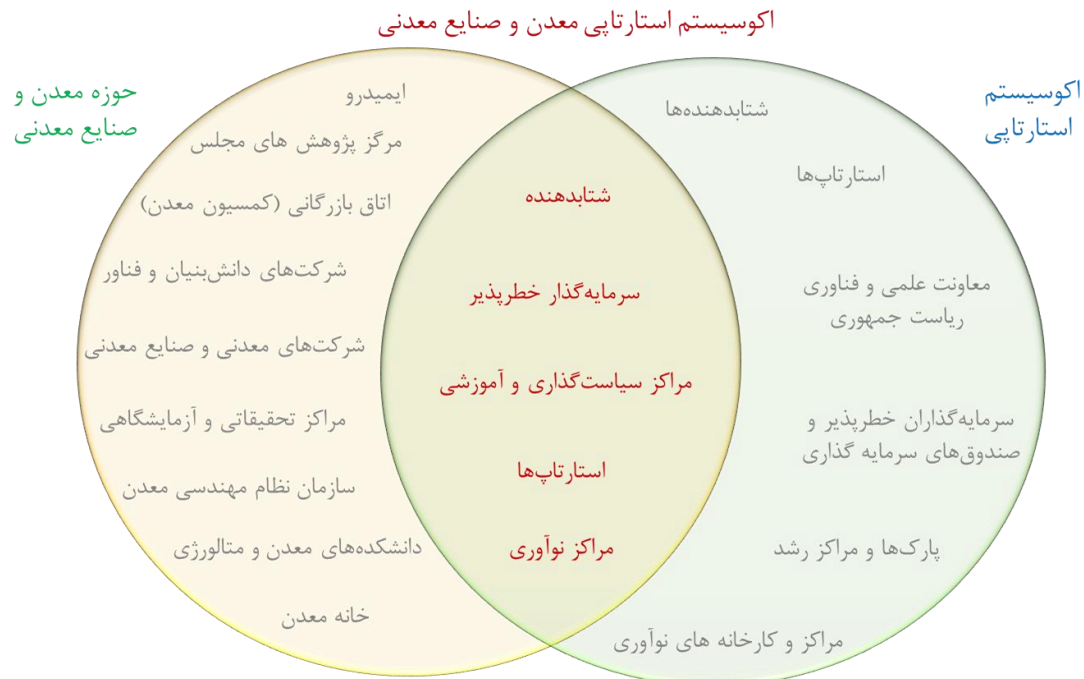 اکوسیستم استارتاپی معدن و صنایع معدنی
اکوسیستم
استارتاپی
شتابدهنده‌ها
استارتاپ‌ها
معاونت علمی و فناوری
ریاست جمهوری
سرمایه‌گذاران خطرپذیر و
صندوق‌های سرمایه گذاری
پارک‌ها و مراکز رشد
مراکز و کارخانه های نوآوری
شتابدهنده
سرمایه‌گذار خطرپذیر
مراکز سیاست‌گذاری و آموزشی
استارتاپ‌ها
مراکز نوآوری
حوزه معدن و
صنایع معدنی
ایمیدرو
مرکز پژوهش های مجلس
اتاق بازرگانی (کمسیون معدن)
شرکت‌های دانش‌بنیان و فناور
شرکت‌های معدنی و صنایع معدنی
مراکز تحقیقاتی و آزمایشگاهی
سازمان نظام مهندسی معدن
دانشکده‌های معدن و متالورژی
خانه معدن